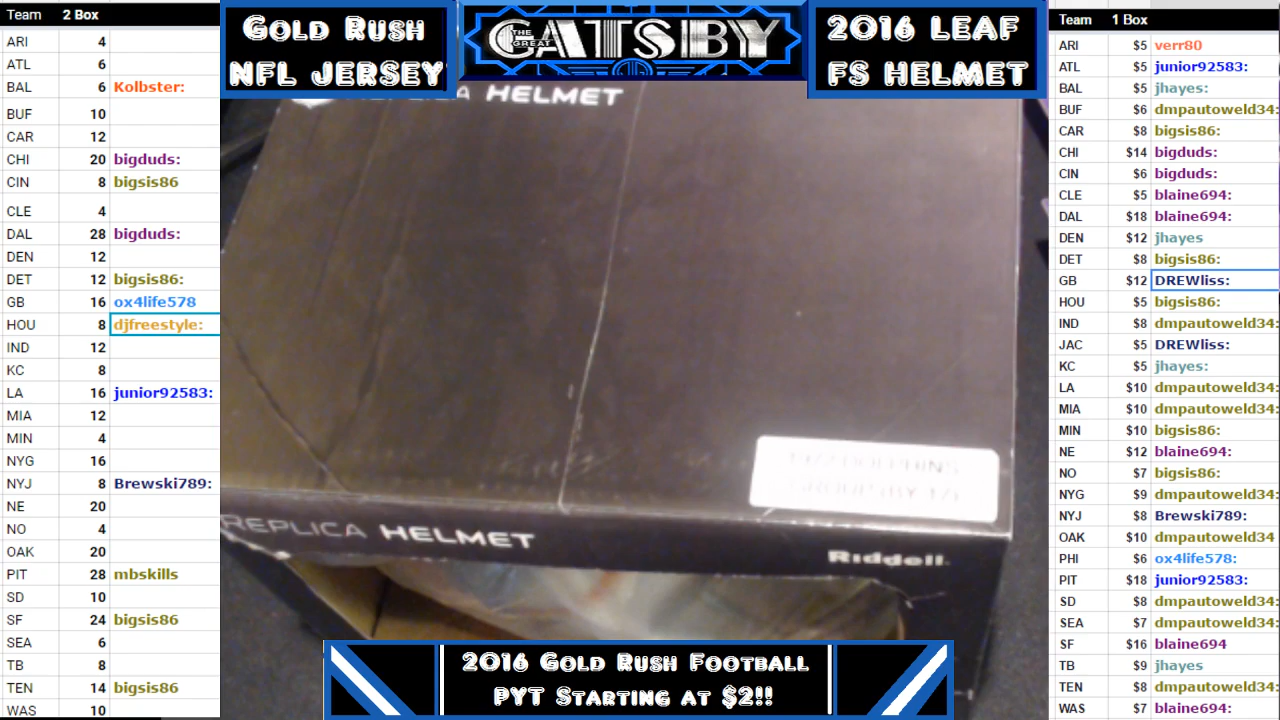 Team 2 Box
ARI 4
ATL 6
BAL 6 Kolbster:
BUF 10
CAR 12
CHI 20 bigduds:
CIN 8 bigsis86
CLE 4
DAL 28 bigduds:
DEN 12
DET 12 bigsis86:
GB 16 ox4life578
HOU 8 djfreestyle:
IND 12
KC 8
LA 16 junior92583:
MIA 12
MIN 4
NYG 16
NYJ 8 Brewski789:
NE 20
NO 4
OAK 20
PIT 28 mbskills
SD 10
SF 24 bigsis86
SEA 6
TB 8
TEN 14 bigsis86
WAS 10
GOLD RUSH
NFL JERSEY
THE GREAT GATSBY
2016 LEAF
FS HELMET
REPLICA HELMET
1972 DOLPHINS
GROUP (BY 17)
REPLICA HELMET
Riddell
2016 GOLD RUSH FOOTBALL
PYT STARTING AT $2!!
Team 1 Box
ARI $5 verr80
ATL $5 junior92583:
BAL $5 jhayes:
BUF $6 dmpautoweld34:
CAR $8 bigsis86:
CHI $14 bigduds:
CIN $6 bigduds:
CLE $5 blaine694:
DAL $18 blaine694:
DEN $12 jhayes
DET $8 bigsis86:
GB $12 DREWliss:
HOU $5 bigsis86:
IND $8 dmpautoweld34:
JAC $5 DREWliss:
KC $5 jhayes:
LA $10 dmpautoweld34:
MIA $10 dmpautoweld34:
MIN $10 bigsis86:
NE $12 blaine694:
NO $7 bigsis86:
NYG $9 dmpautoweld34:
NYJ $8 Brewski789:
OAK $10 dmpautoweld34
PHI $6 ox4life578:
PIT $18 junior92583:
SD $8 dmpautoweld34:
SEA $7 dmpautoweld34:
SF $16 blaine694
TB $9 jhayes
TEN $8 dmpautoweld34:
WAS $7 blaine694: